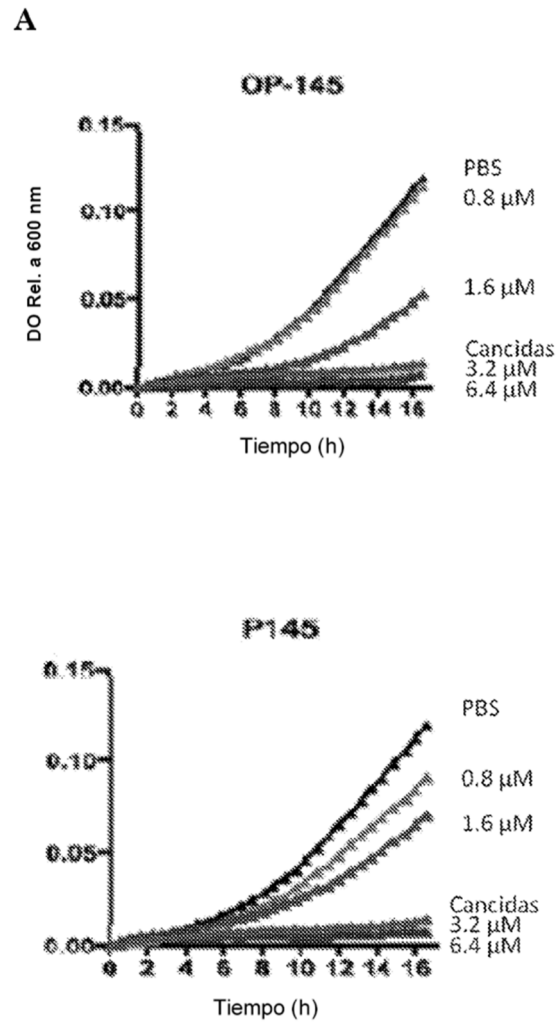 A
OP-145
0.15
0.10
0.05
0.00
DO Rel. a 600 nm
0 2 4 6 8 10 12 14 16
Tiempo (h)
PBS
0.8 µM
1.6 µM
Cancidas
3.2 µM
6.4 µM
P145
0.15
0.10
0.05
0.00
0 2 4 6 8 10 12 14 16
Tiempo (h)
PBS
0.8 µM
1.6 µM
Cancidas
3.2 µM
6.4 µM